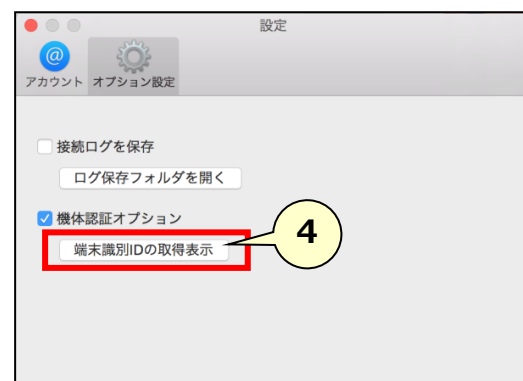 設定
アカウント オプション設定
接続ログを保存
ログ保存フォルダを開く
機体認証オプション
端末識別IDの取得表示
4